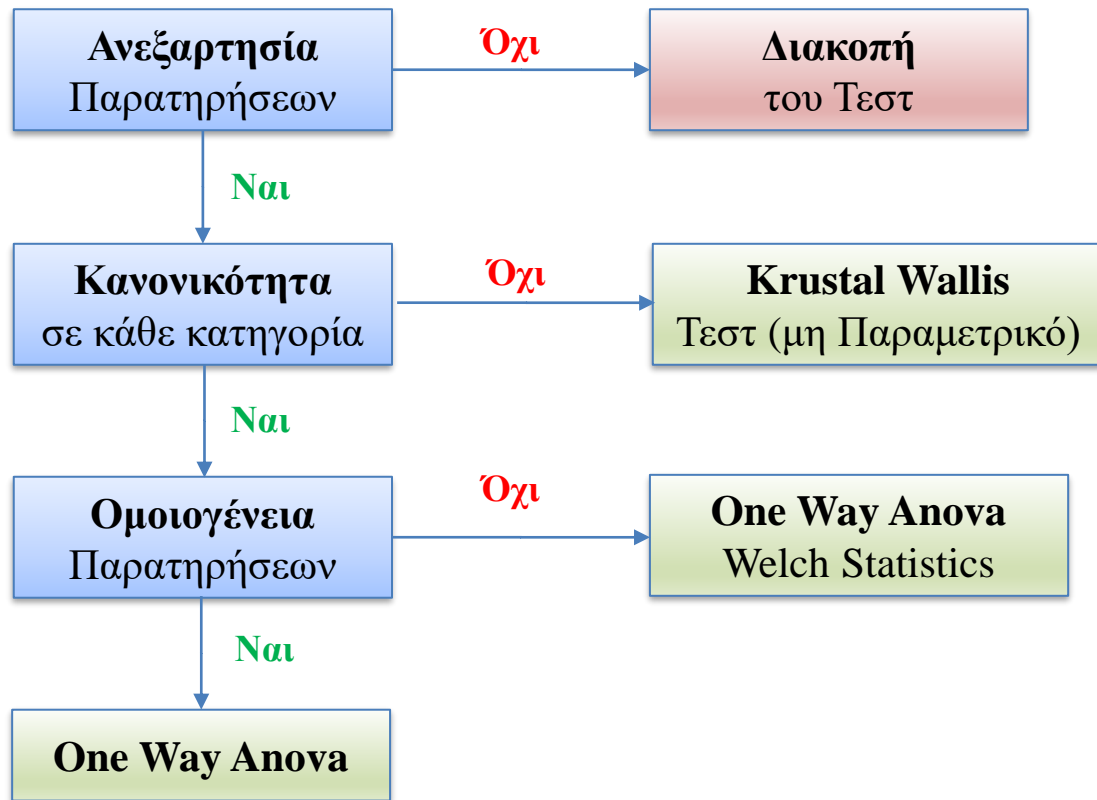 Ανεξαρτησία
Παρατηρήσεων
Όχι
Διακοπή
του Τεστ
Ναι
Κανονικότητα
σε κάθε κατηγορία
Όχι
Krustal Wallis
Τεστ (μη Παραμετρικό)
Ναι
Ομοιογένεια
Παρατηρήσεων
Όχι
One Way Anova
Welch Statistics
Ναι
One Way Anova